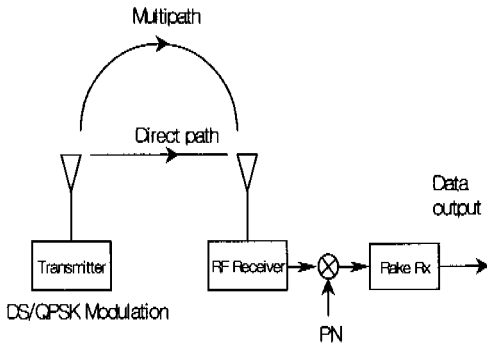 Multipath
Direct path
Data
output
Transmitter
RF Receiver
Rake Rx
DS/QPSK Modulation
PN